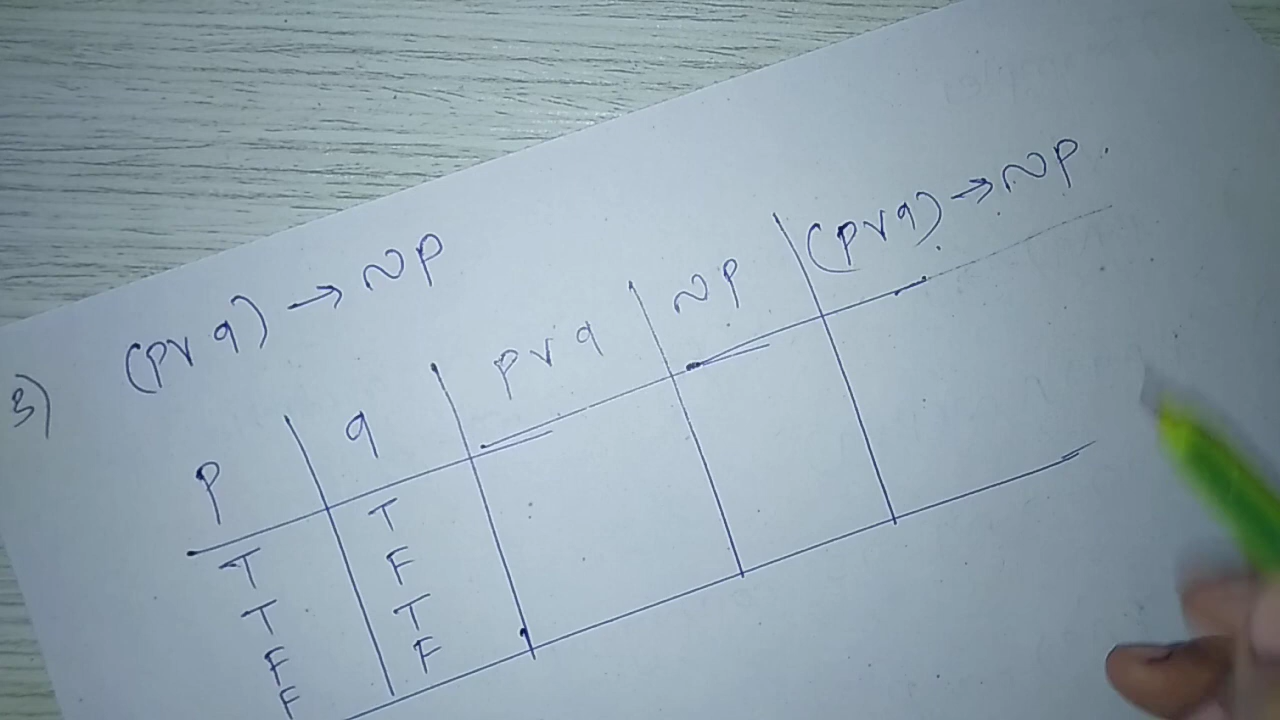 3) (p∨q) → ~p
p q p∨q ~p (p∨q) → ~p.
T T
T F
F T
F F